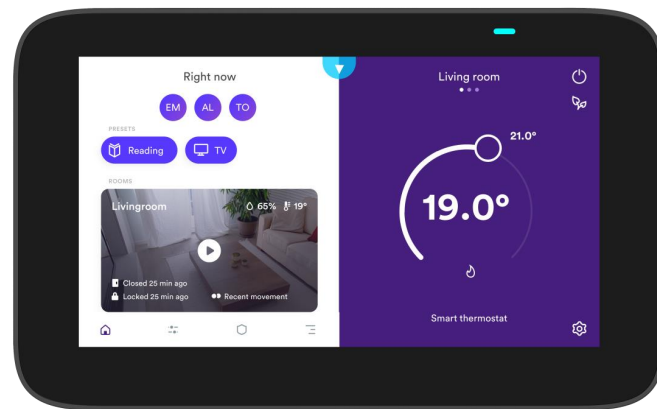 Right now
EM AL TO
PRESETS
Reading TV
ROOMS
Livingroom 65% 19°
Closed 25 min ago
Locked 25 min ago Recent movement
Living room
21.0°
19.0°
Smart thermostat